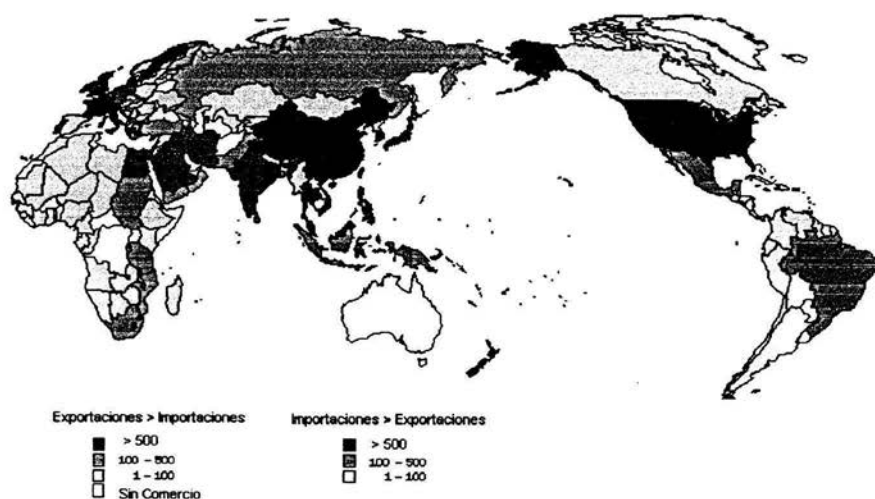 Exportaciones > Importaciones
> 500
100 - 500
1 - 100
Sin Comercio
Importaciones > Exportaciones
> 500
100 - 500
1 - 100